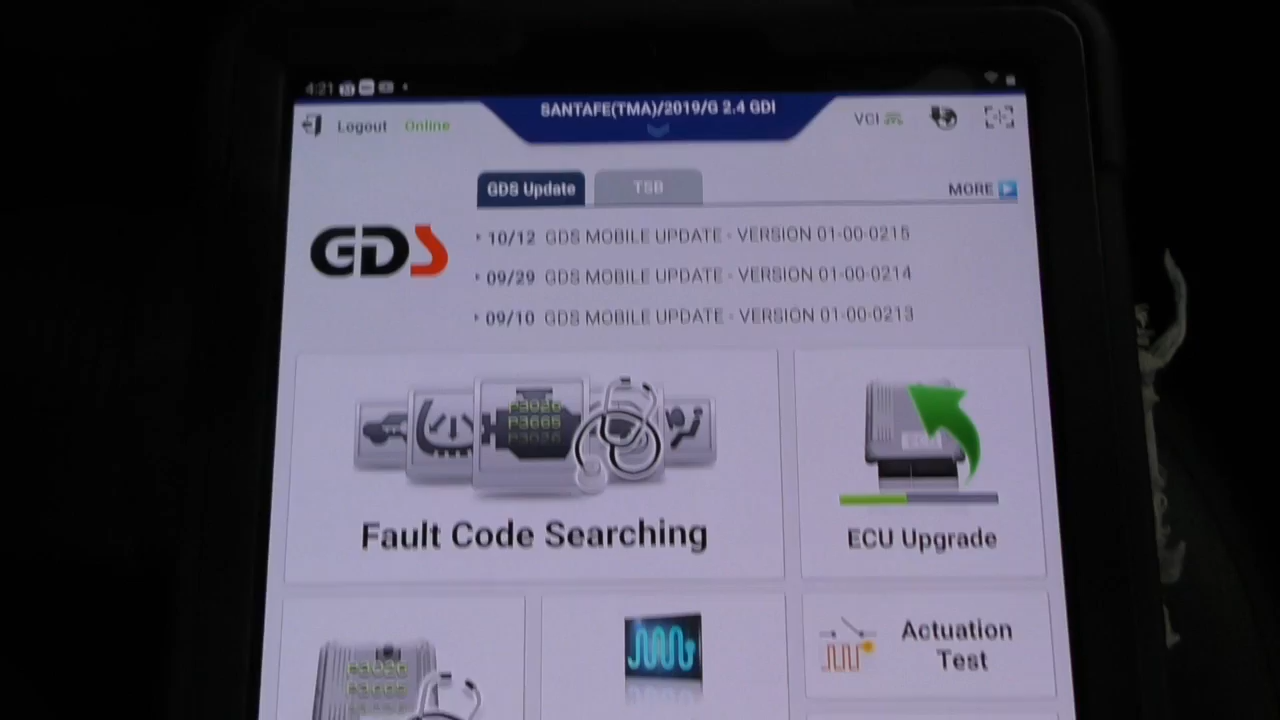 4:21
SANTAFE(TMA)/2019/G 2.4 GDI
Logout Online
VCI
GDS Update
TSB
MORE
GDS
10/12 GDS MOBILE UPDATE - VERSION 01-00-0215
09/29 GDS MOBILE UPDATE - VERSION 01-00-0214
09/10 GDS MOBILE UPDATE - VERSION 01-00-0213
Fault Code Searching
ECU Upgrade
Actuation
Test